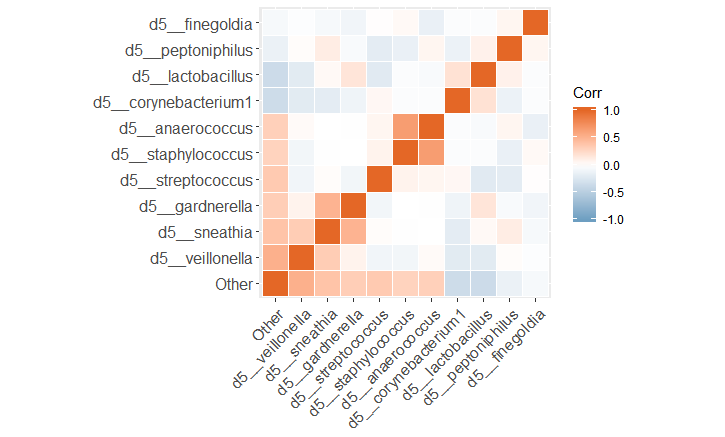 d5__finegoldia
d5__peptoniphilus
d5__lactobacillus
d5__corynebacterium1
d5__anaerococcus
d5__staphylococcus
d5__streptococcus
d5__gardnerella
d5__sneathia
d5__veillonella
Other
Other
d5__veillonella
d5__sneathia
d5__gardnerella
d5__streptococcus
d5__staphylococcus
d5__anaerococcus
d5__corynebacterium1
d5__lactobacillus
d5__peptoniphilus
d5__finegoldia
Corr
1.0
0.5
0.0
-0.5
-1.0